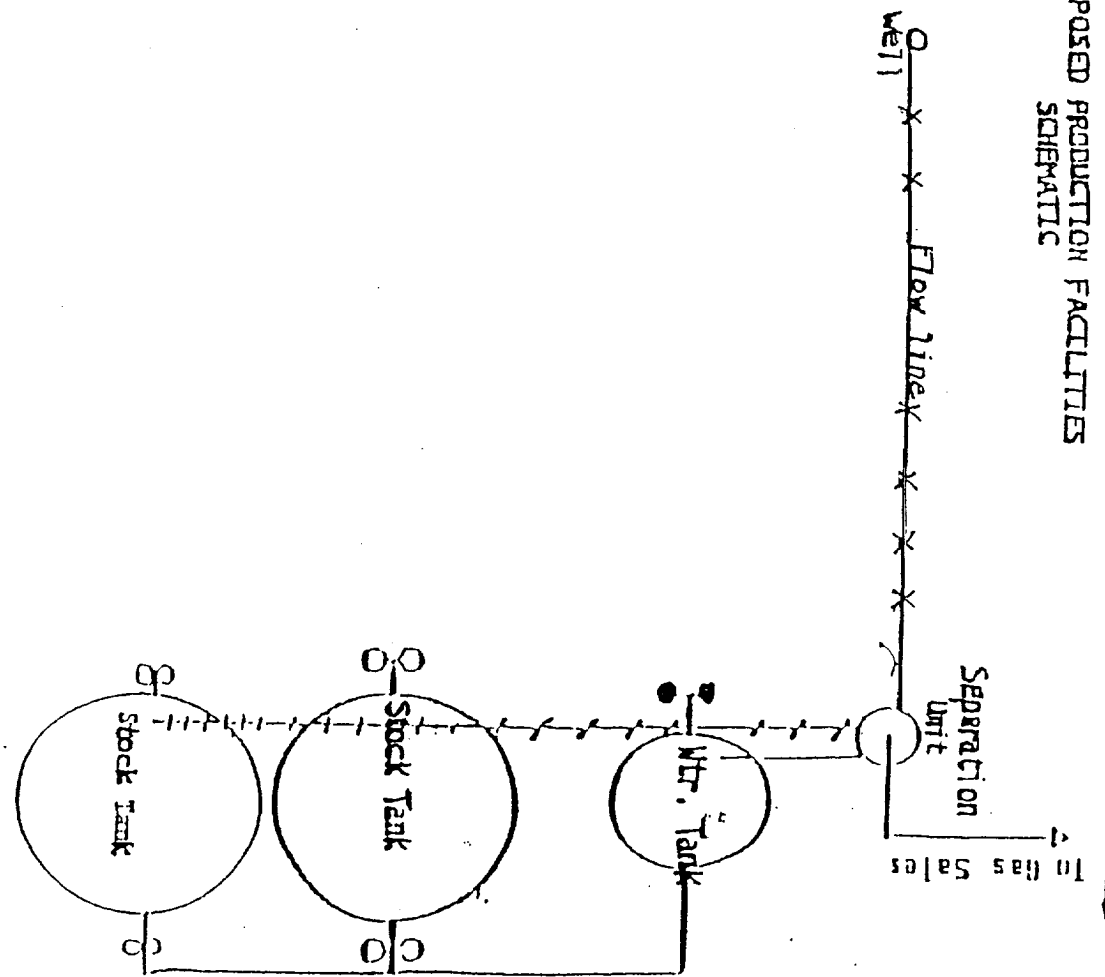 POSED PRODUCTION FACILITIES
SCHEMATIC
Well
Flow line
Separation
Unit
To Gas Sales
Wtr. Tank
Stock Tank
Stock Tank